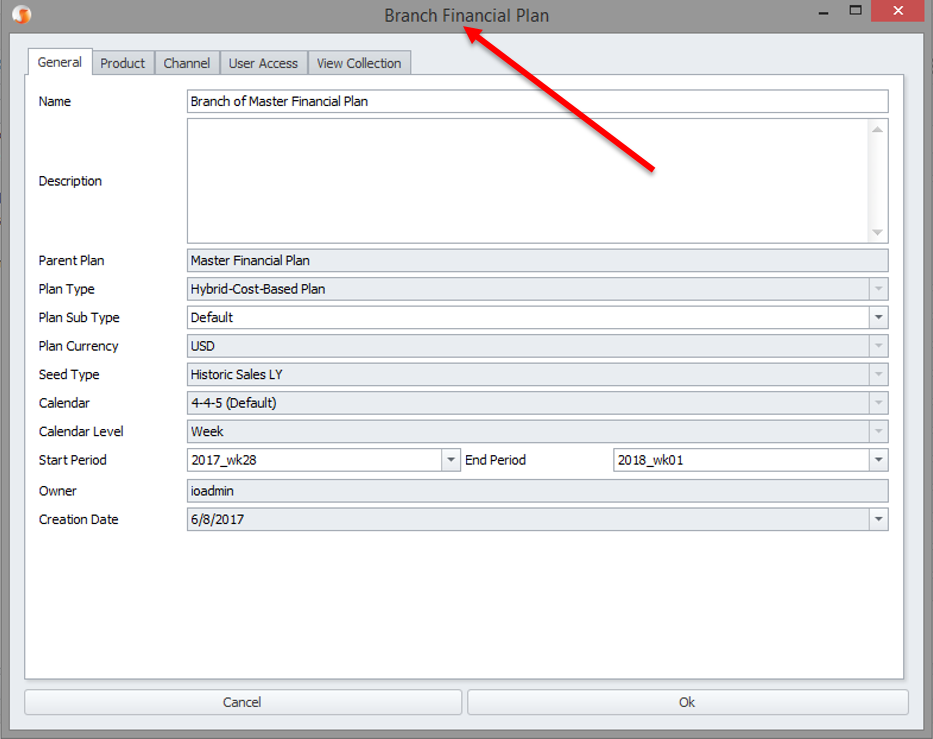 Branch Financial Plan
General Product Channel User Access View Collection
Name Branch of Master Financial Plan
Description
Parent Plan Master Financial Plan
Plan Type Hybrid-Cost-Based Plan
Plan Sub Type Default
Plan Currency USD
Seed Type Historic Sales LY
Calendar 4-4-5 (Default)
Calendar Level Week
Start Period 2017_wk28 End Period 2018_wk01
Owner ioadmin
Creation Date 6/8/2017
Cancel Ok